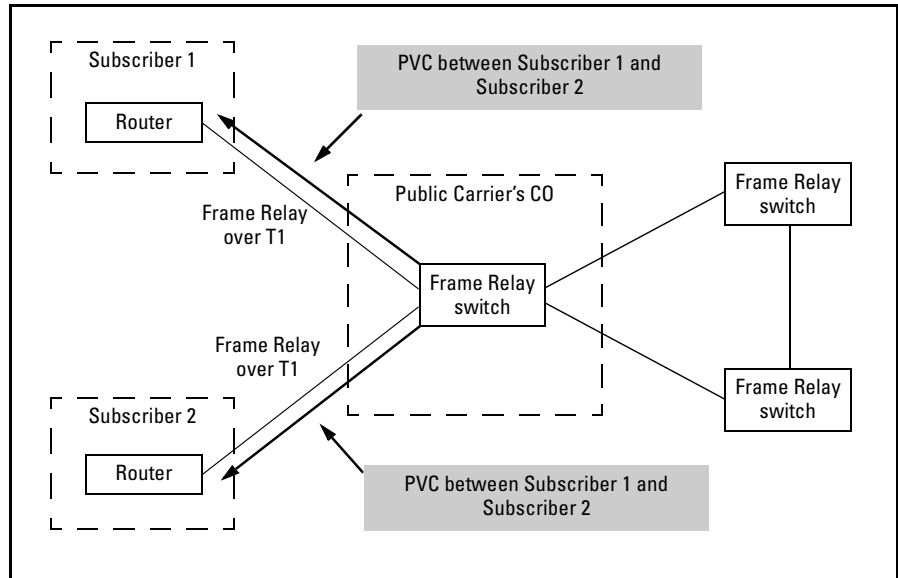 Subscriber 1
Router
PVC between Subscriber 1 and
Subscriber 2
Frame Relay
over T1
Public Carrier's CO
Frame Relay
switch
Frame Relay
switch
Frame Relay
over T1
Frame Relay
switch
Subscriber 2
Router
PVC between Subscriber 1 and
Subscriber 2